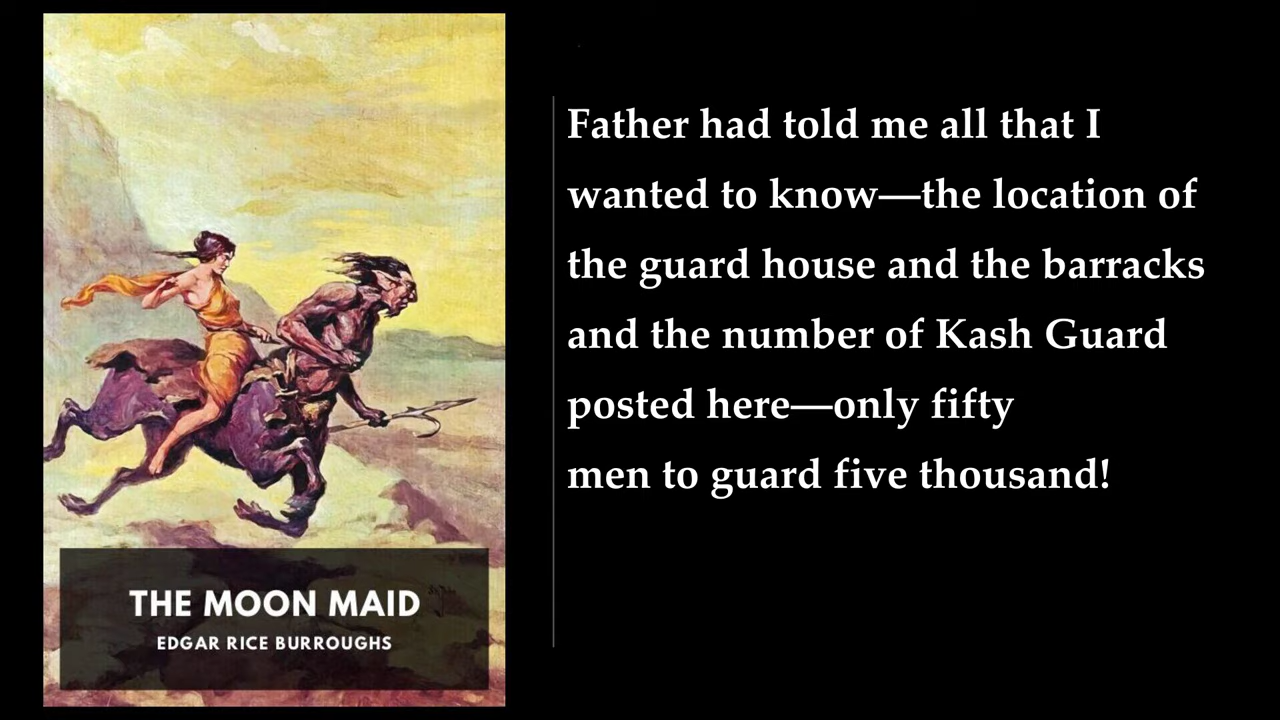 THE MOON MAID
EDGAR RICE BURROUGHS
Father had told me all that I
wanted to know—the location of
the guard house and the barracks
and the number of Kash Guard
posted here—only fifty
men to guard five thousand!